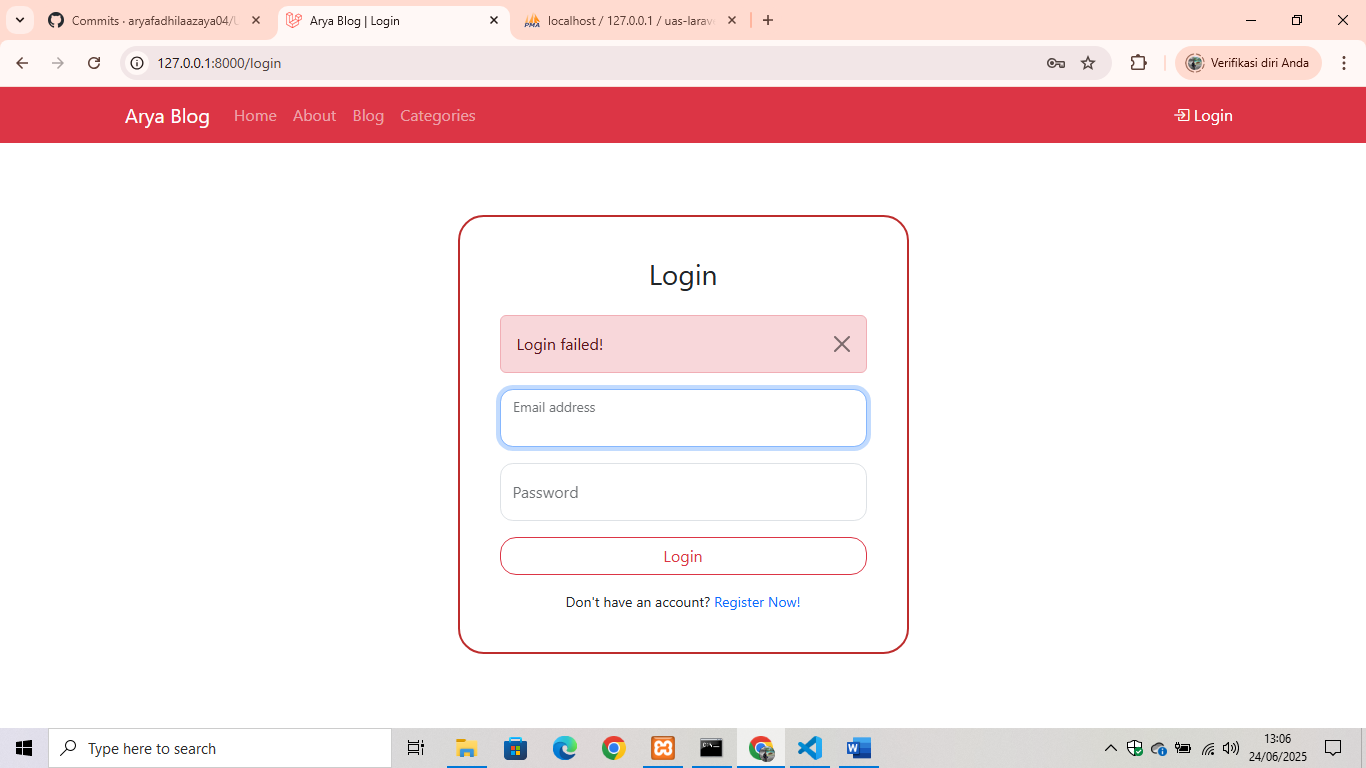 Commits · aryafadhilaazaya04/U
Arya Blog | Login
localhost / 127.0.0.1 / uas-larave
127.0.0.1:8000/login
Verifikasi diri Anda
Arya Blog
Home
About
Blog
Categories
Login
Login
Login failed!
Email address
Password
Login
Don't have an account? Register Now!
Type here to search
13:06
24/06/2025